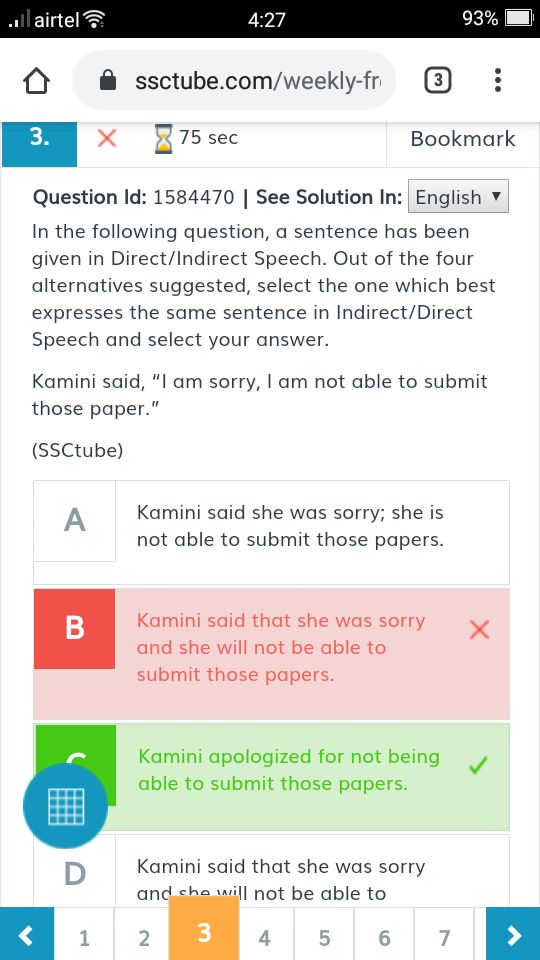 airtel 4:27 93%
ssctube.com/weekly-fr
3
3. 75 sec Bookmark
Question Id: 1584470 | See Solution In: English
In the following question, a sentence has been
given in Direct/Indirect Speech. Out of the four
alternatives suggested, select the one which best
expresses the same sentence in Indirect/Direct
Speech and select your answer.
Kamini said, “I am sorry, I am not able to submit
those paper.”
(SSCtube)
A
Kamini said she was sorry; she is
not able to submit those papers.
B
Kamini said that she was sorry
and she will not be able to
submit those papers.
C
Kamini apologized for not being
able to submit those papers.
D
Kamini said that she was sorry
and she will not be able to
1 2 3 4 5 6 7